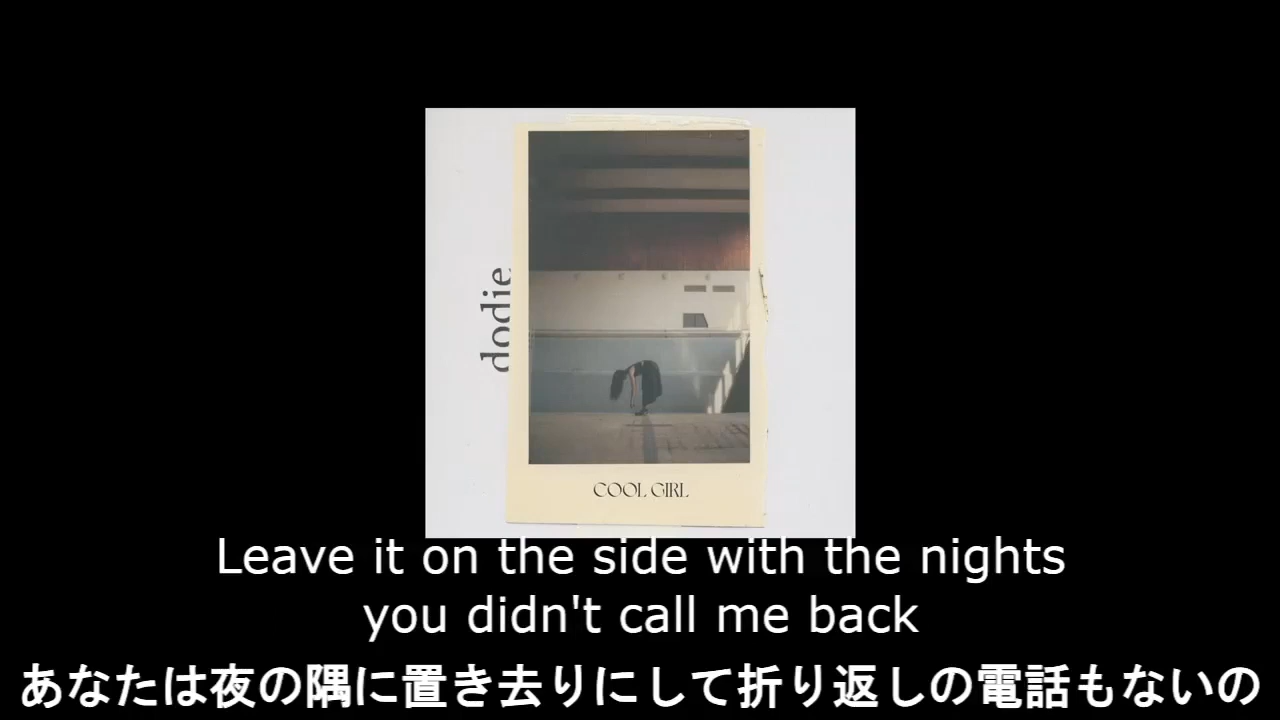 dodie
COOL GIRL
Leave it on the side with the nights
you didn't call me back
あなたは夜の隅に置き去りにして折り返しの電話もないの